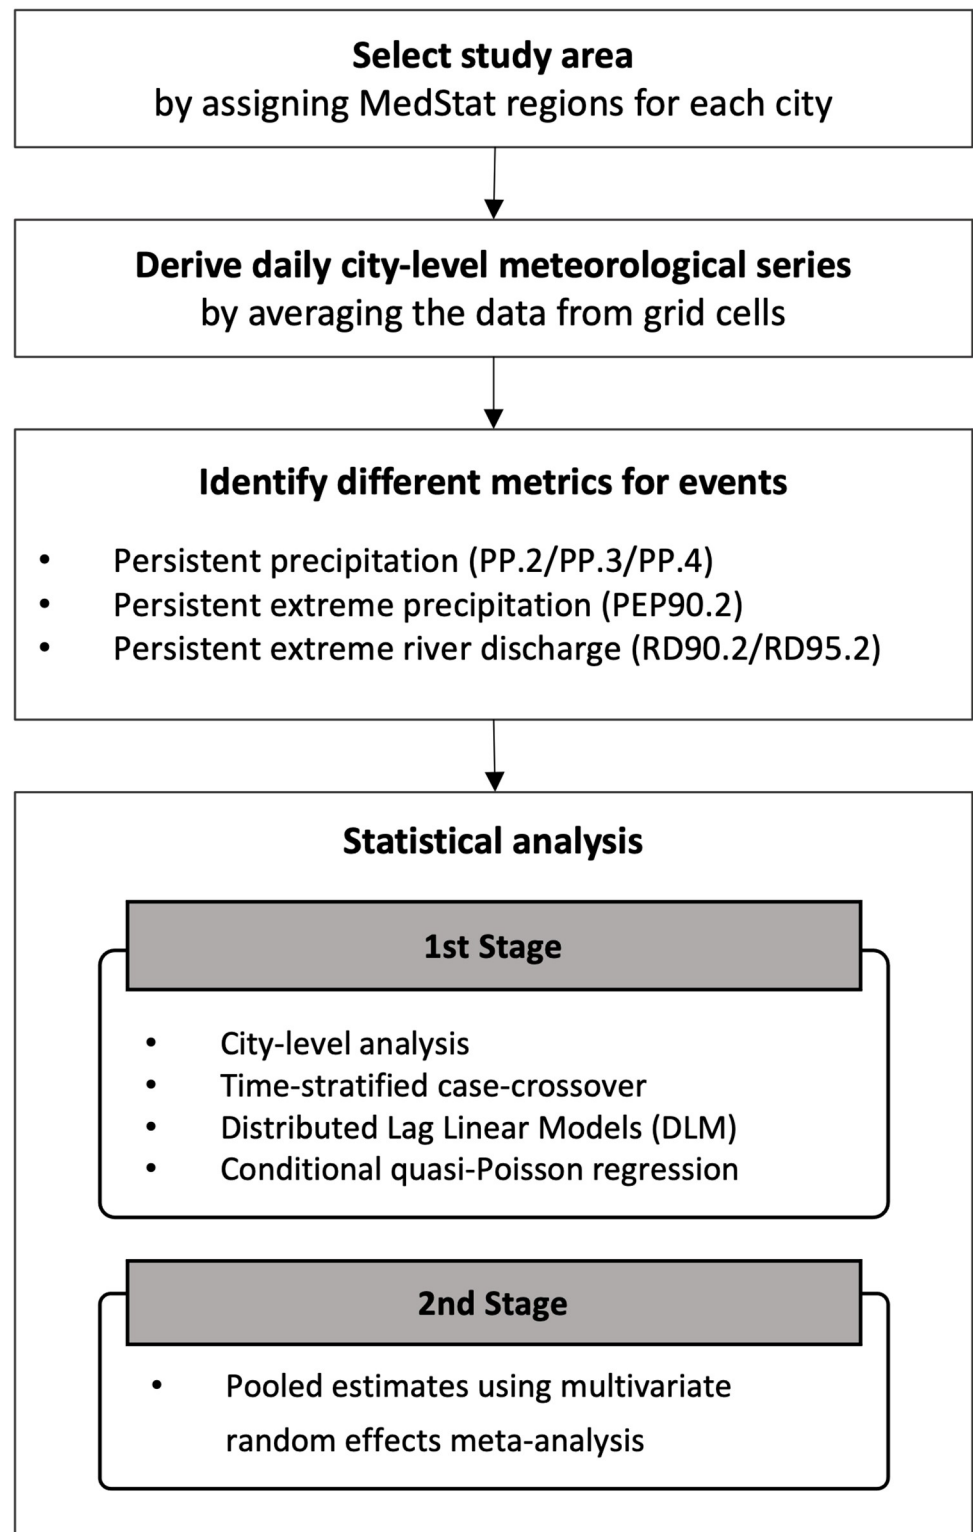 Select study area
by assigning MedStat regions for each city
Derive daily city-level meteorological series
by averaging the data from grid cells
Identify different metrics for events
• Persistent precipitation (PP.2/PP.3/PP.4)
• Persistent extreme precipitation (PEP90.2)
• Persistent extreme river discharge (RD90.2/RD95.2)
Statistical analysis
1st Stage
• City-level analysis
• Time-stratified case-crossover
• Distributed Lag Linear Models (DLM)
• Conditional quasi-Poisson regression
2nd Stage
• Pooled estimates using multivariate
random effects meta-analysis